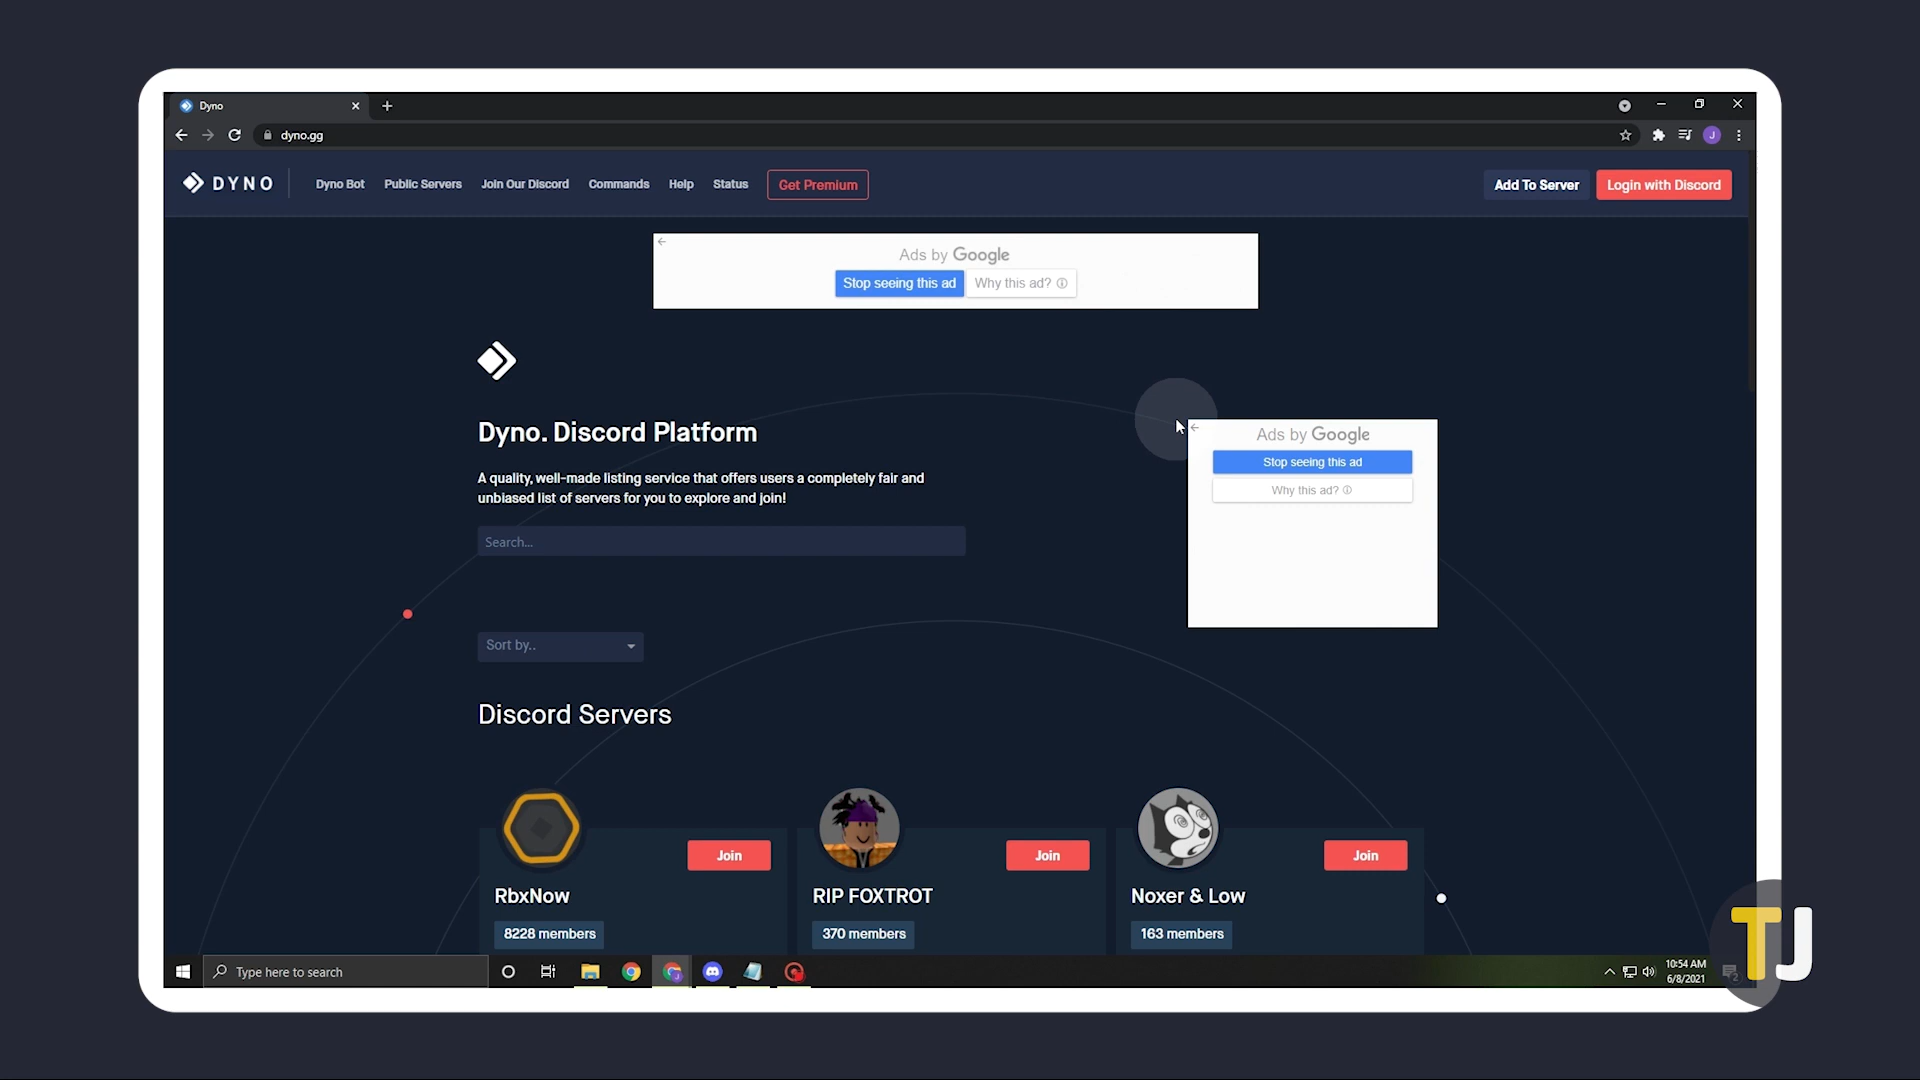 Dyno
dyno.gg
J
DYNO
Dyno Bot
Public Servers
Join Our Discord
Commands
Help
Status
Get Premium
Add To Server
Login with Discord
Ads by Google
Stop seeing this ad
Why this ad?
Dyno. Discord Platform
A quality, well-made listing service that offers users a completely fair and
unbiased list of servers for you to explore and join!
Search...
Ads by Google
Stop seeing this ad
Why this ad?
Sort by..
Discord Servers
Join
RbxNow
8228 members
Join
RIP FOXTROT
370 members
Join
Noxer & Low
163 members
Type here to search
10:54 AM
6/8/2021
2
TJ